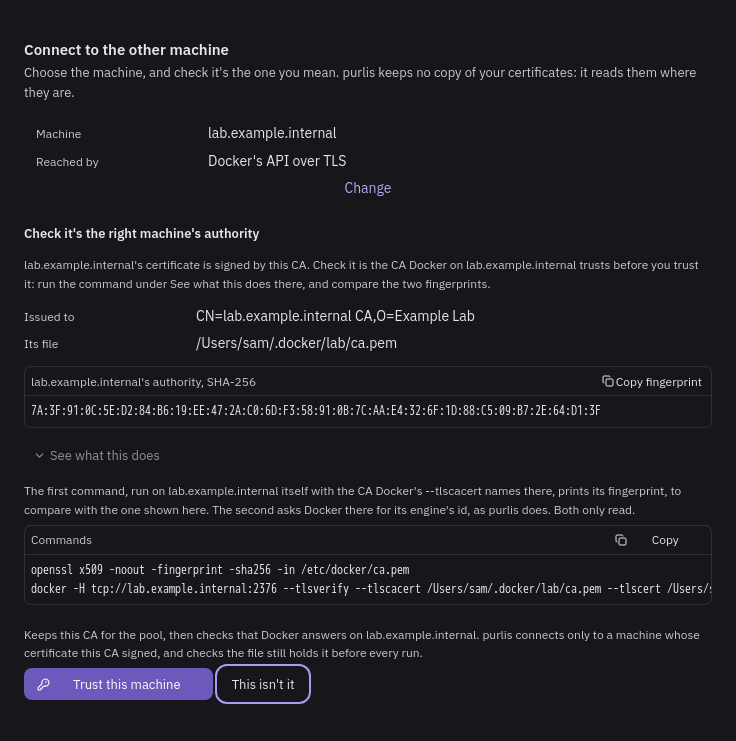 Connect to the other machine
Choose the machine, and check it's the one you mean. purlis keeps no copy of your certificates: it reads them where
they are.
Machine lab.example.internal
Reached by Docker's API over TLS
Change
Check it's the right machine's authority
lab.example.internal's certificate is signed by this CA. Check it is the CA Docker on lab.example.internal trusts before you trust
it: run the command under See what this does there, and compare the two fingerprints.
Issued to CN=lab.example.internal CA,O=Example Lab
Its file /Users/sam/.docker/lab/ca.pem
lab.example.internal's authority, SHA-256 Copy fingerprint
7A:3F:91:0C:5E:D2:84:B6:19:EE:47:2A:C0:6D:F3:58:91:0B:7C:AA:E4:32:6F:1D:88:C5:09:B7:2E:64:D1:3F
See what this does
The first command, run on lab.example.internal itself with the CA Docker's --tlscacert names there, prints its fingerprint, to
compare with the one shown here. The second asks Docker there for its engine's id, as purlis does. Both only read.
Commands Copy
openssl x509 -noout -fingerprint -sha256 -in /etc/docker/ca.pem
docker -H tcp://lab.example.internal:2376 --tlsverify --tlscacert /Users/sam/.docker/lab/ca.pem --tlscert /Users/
Keeps this CA for the pool, then checks that Docker answers on lab.example.internal. purlis connects only to a machine whose
certificate this CA signed, and checks the file still holds it before every run.
Trust this machine This isn't it